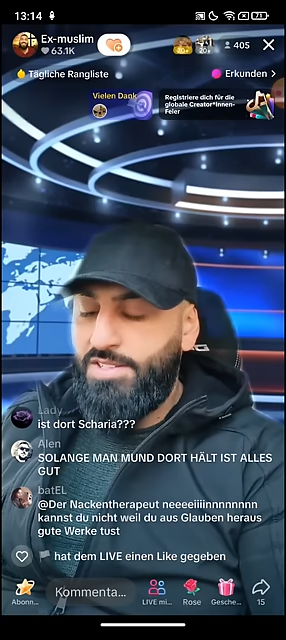 13:14
73
Ex-muslim
63.1K
20+
405
Tägliche Rangliste
Erkunden >
Vielen Dank
Registriere dich für die
globale Creator*innen-
Feier
Lady
ist dort Scharia???
Alen
SOLANGE MAN MUND DORT HÄLT IST ALLES
GUT
batEL
@Der Nackentherapeut neeeeiiinnnnnnnn
kannst du nicht weil du aus Glauben heraus
gute Werke tust
hat dem LIVE einen Like gegeben
Kommenta...
Abonn...
LIVE mi...
Rose
Gesche...
15